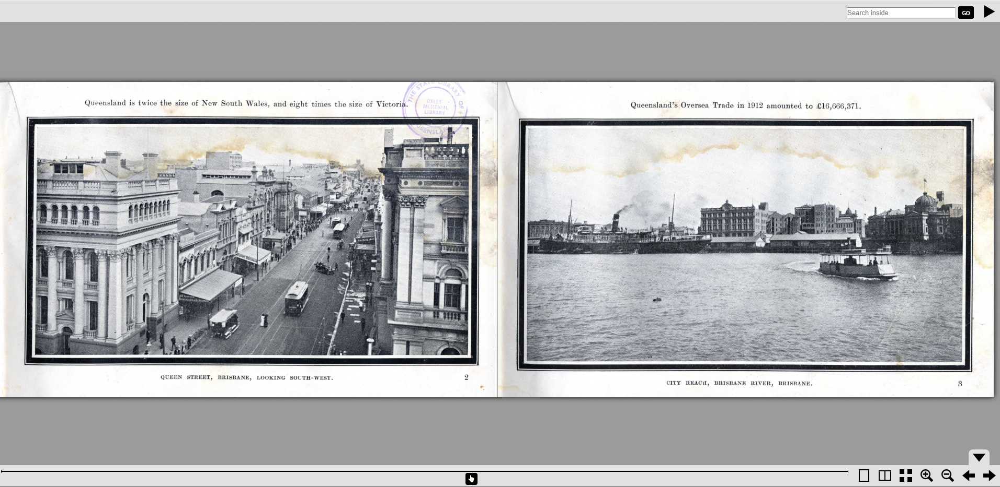 Search inside
GO
Queensland is twice the size of New South Wales, and eight times the size of Victoria.
THE STATE LIBRARY OF
OXLEY
MEMORIAL
LIBRARY
QUEENSLAND
QUEEN STREET, BRISBANE, LOOKING SOUTH-WEST.
2
Queensland's Oversea Trade in 1912 amounted to £16,666,371.
CITY REACH, BRISBANE RIVER, BRISBANE.
3